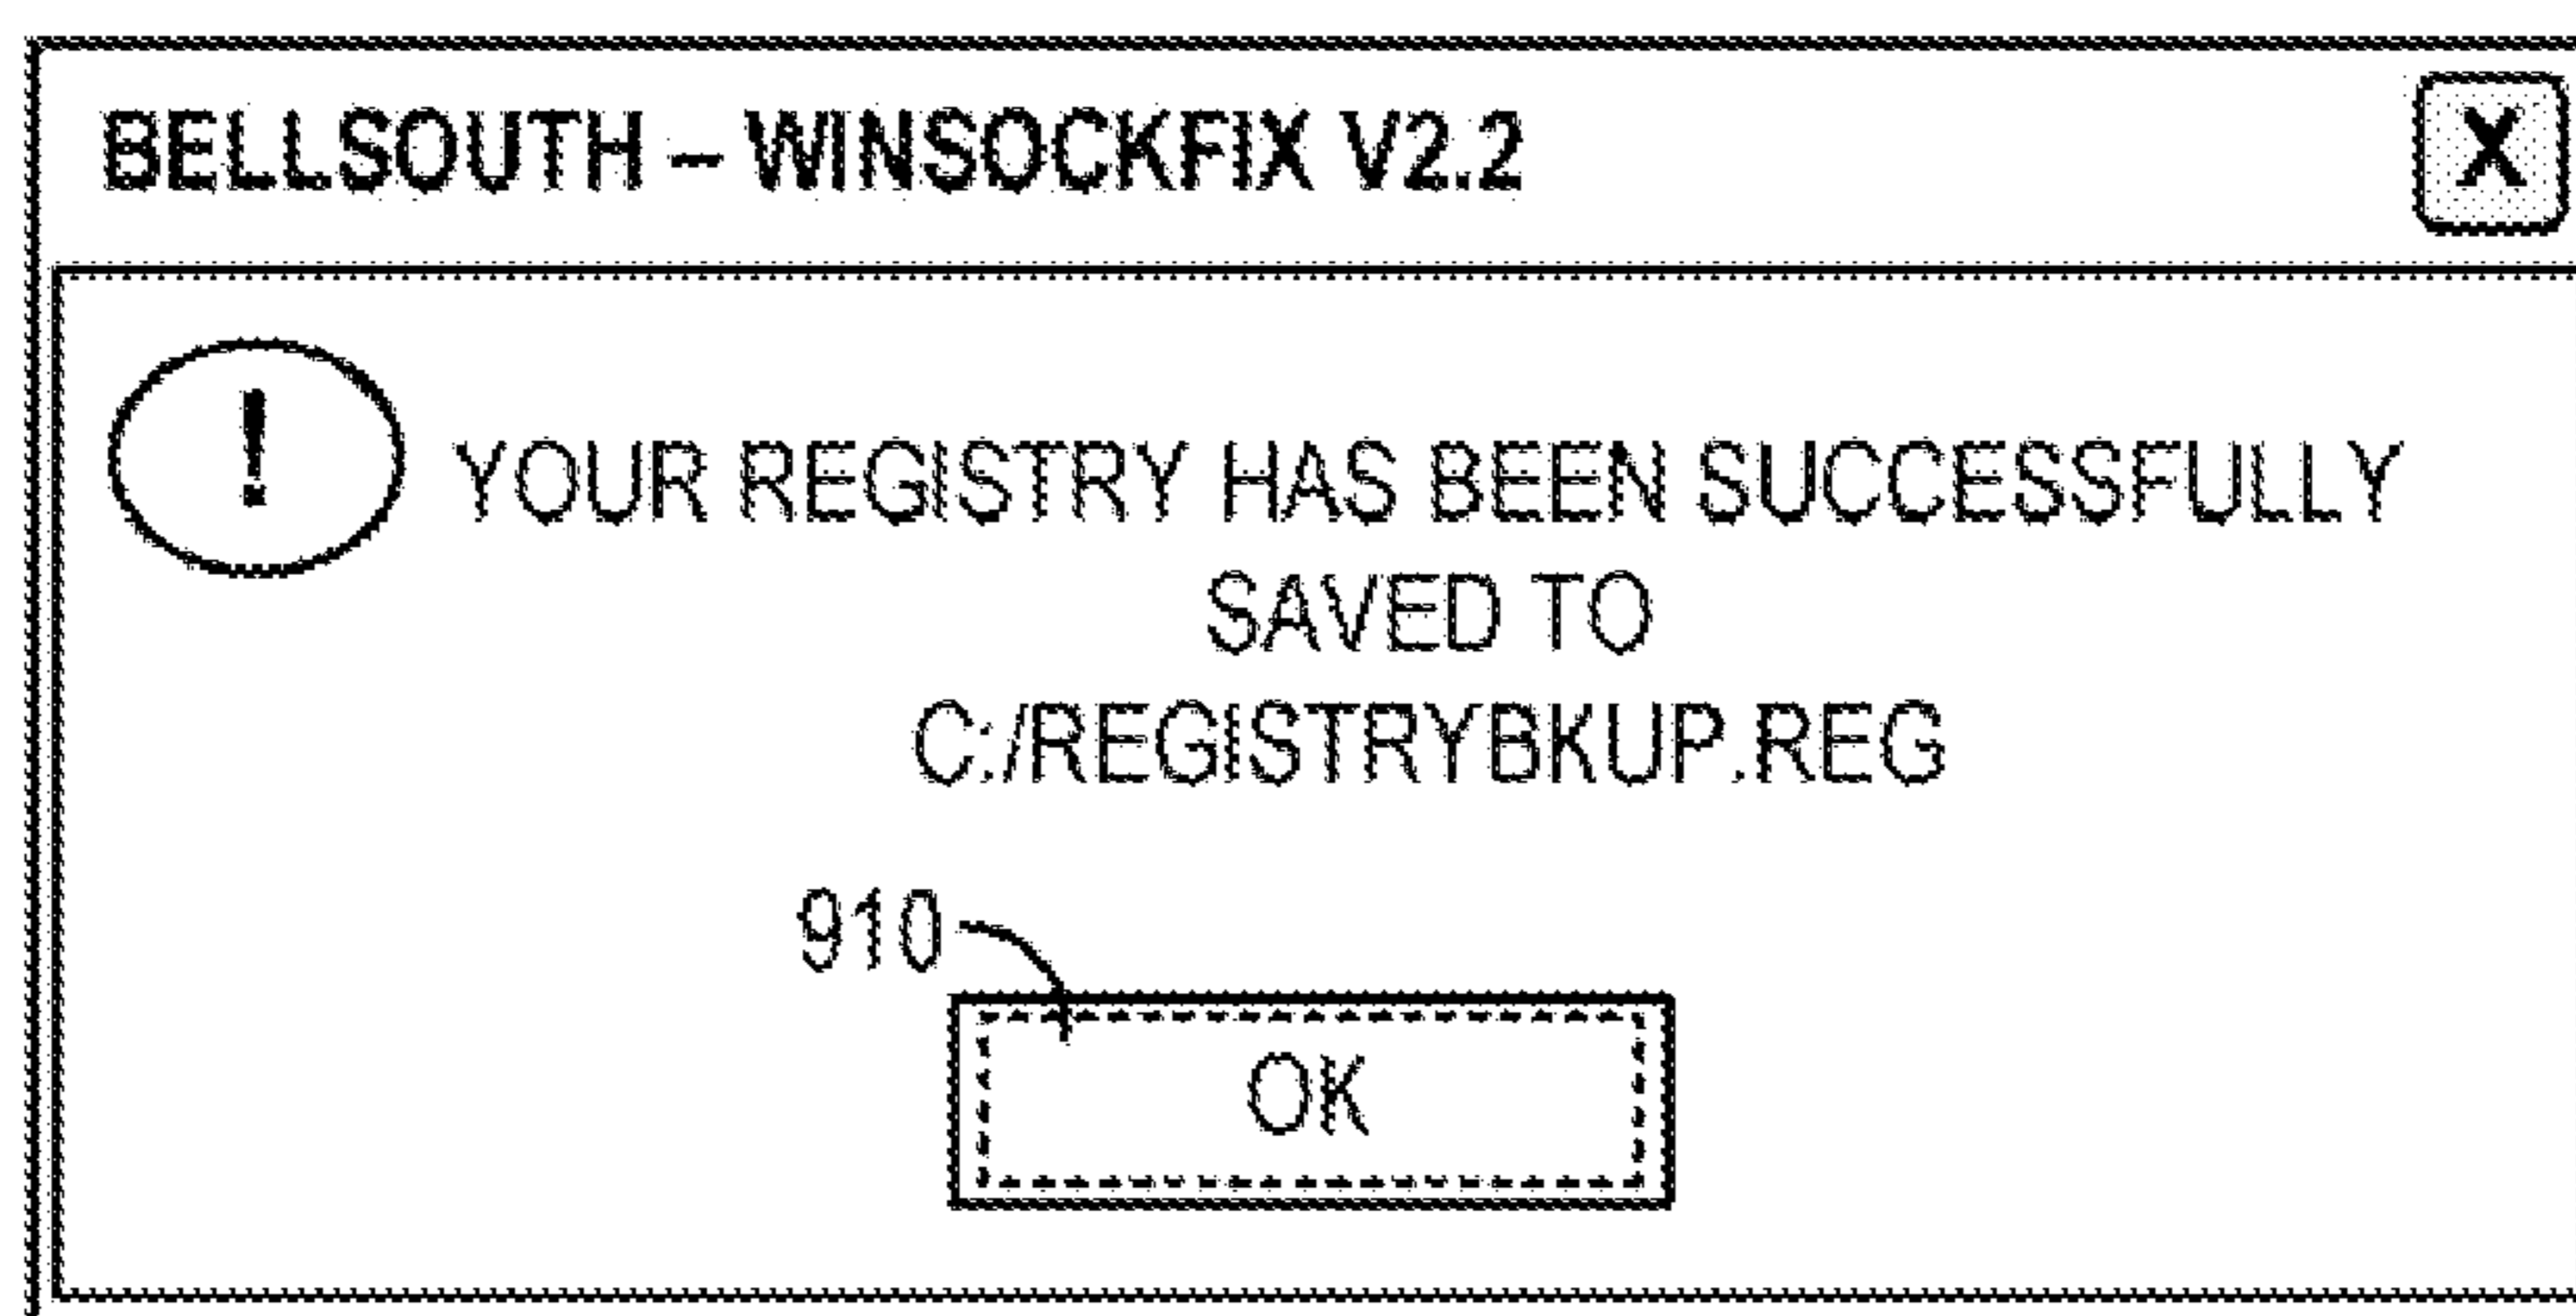 BELLSOUTH – WINSOCKFIX V2.2
X
!
YOUR REGISTRY HAS BEEN SUCCESSFULLY
SAVED TO
C:/REGISTRYBKUP.REG
910
OK